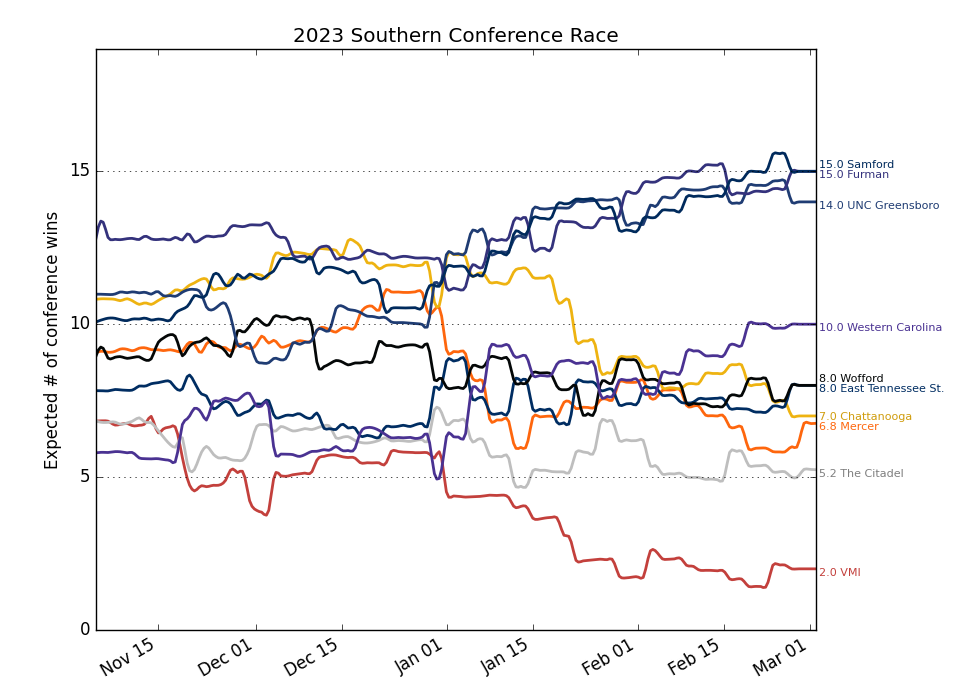 2023 Southern Conference Race
Expected # of conference wins
15
10
5
0
15.0 Samford
15.0 Furman
14.0 UNC Greensboro
10.0 Western Carolina
8.0 Wofford
8.0 East Tennessee St.
7.0 Chattanooga
6.8 Mercer
5.2 The Citadel
2.0 VMI
Nov 15
Dec 01
Dec 15
Jan 01
Jan 15
Feb 01
Feb 15
Mar 01